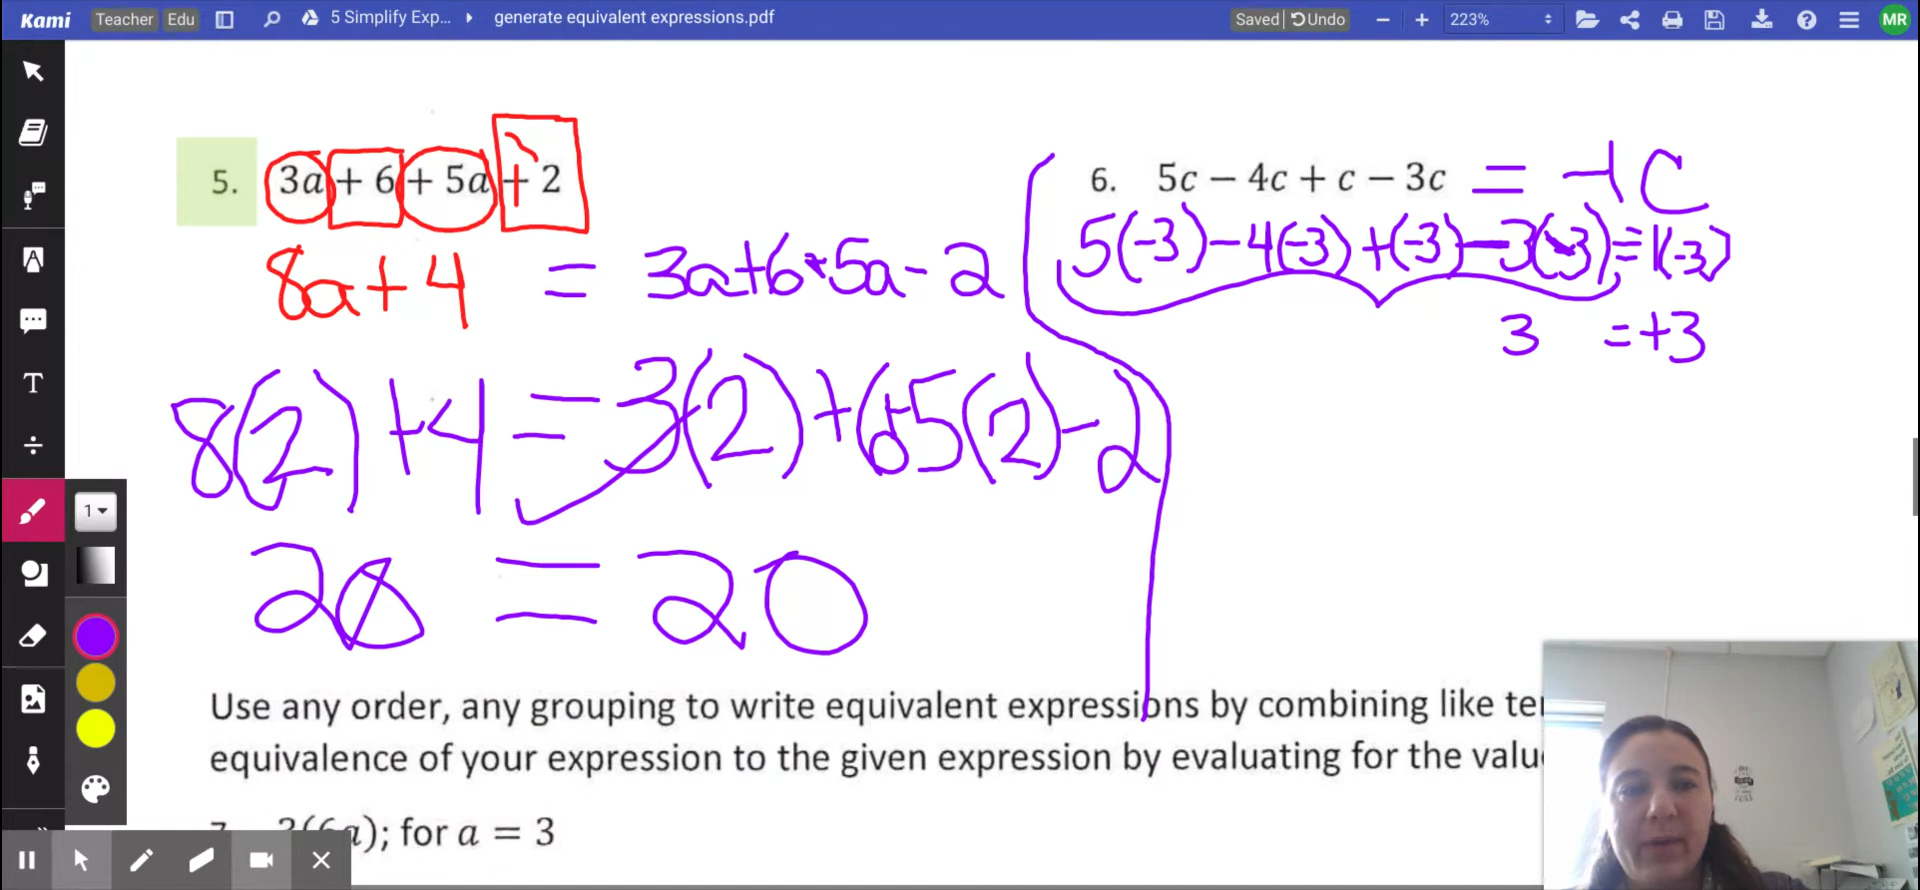 Kami Teacher Edu 5 Simplify Exp... generate equivalent expressions.pdf Saved Undo 223% MR
5. 3a + 6 + 5a + 2
8a + 4 = 3a + 6 + 5a - 2
8(2) + 4 = 3(2) + 6 + 5(2) - 2
28 = 20
6. 5c − 4c + c − 3c = -1C
5(-3) - 4(-3) + (-3) - 3(-3) = 1(-3)
3 = +3
T
1
Use any order, any grouping to write equivalent expressions by combining like
equivalence of your expression to the given expression by evaluating for the
for a = 3